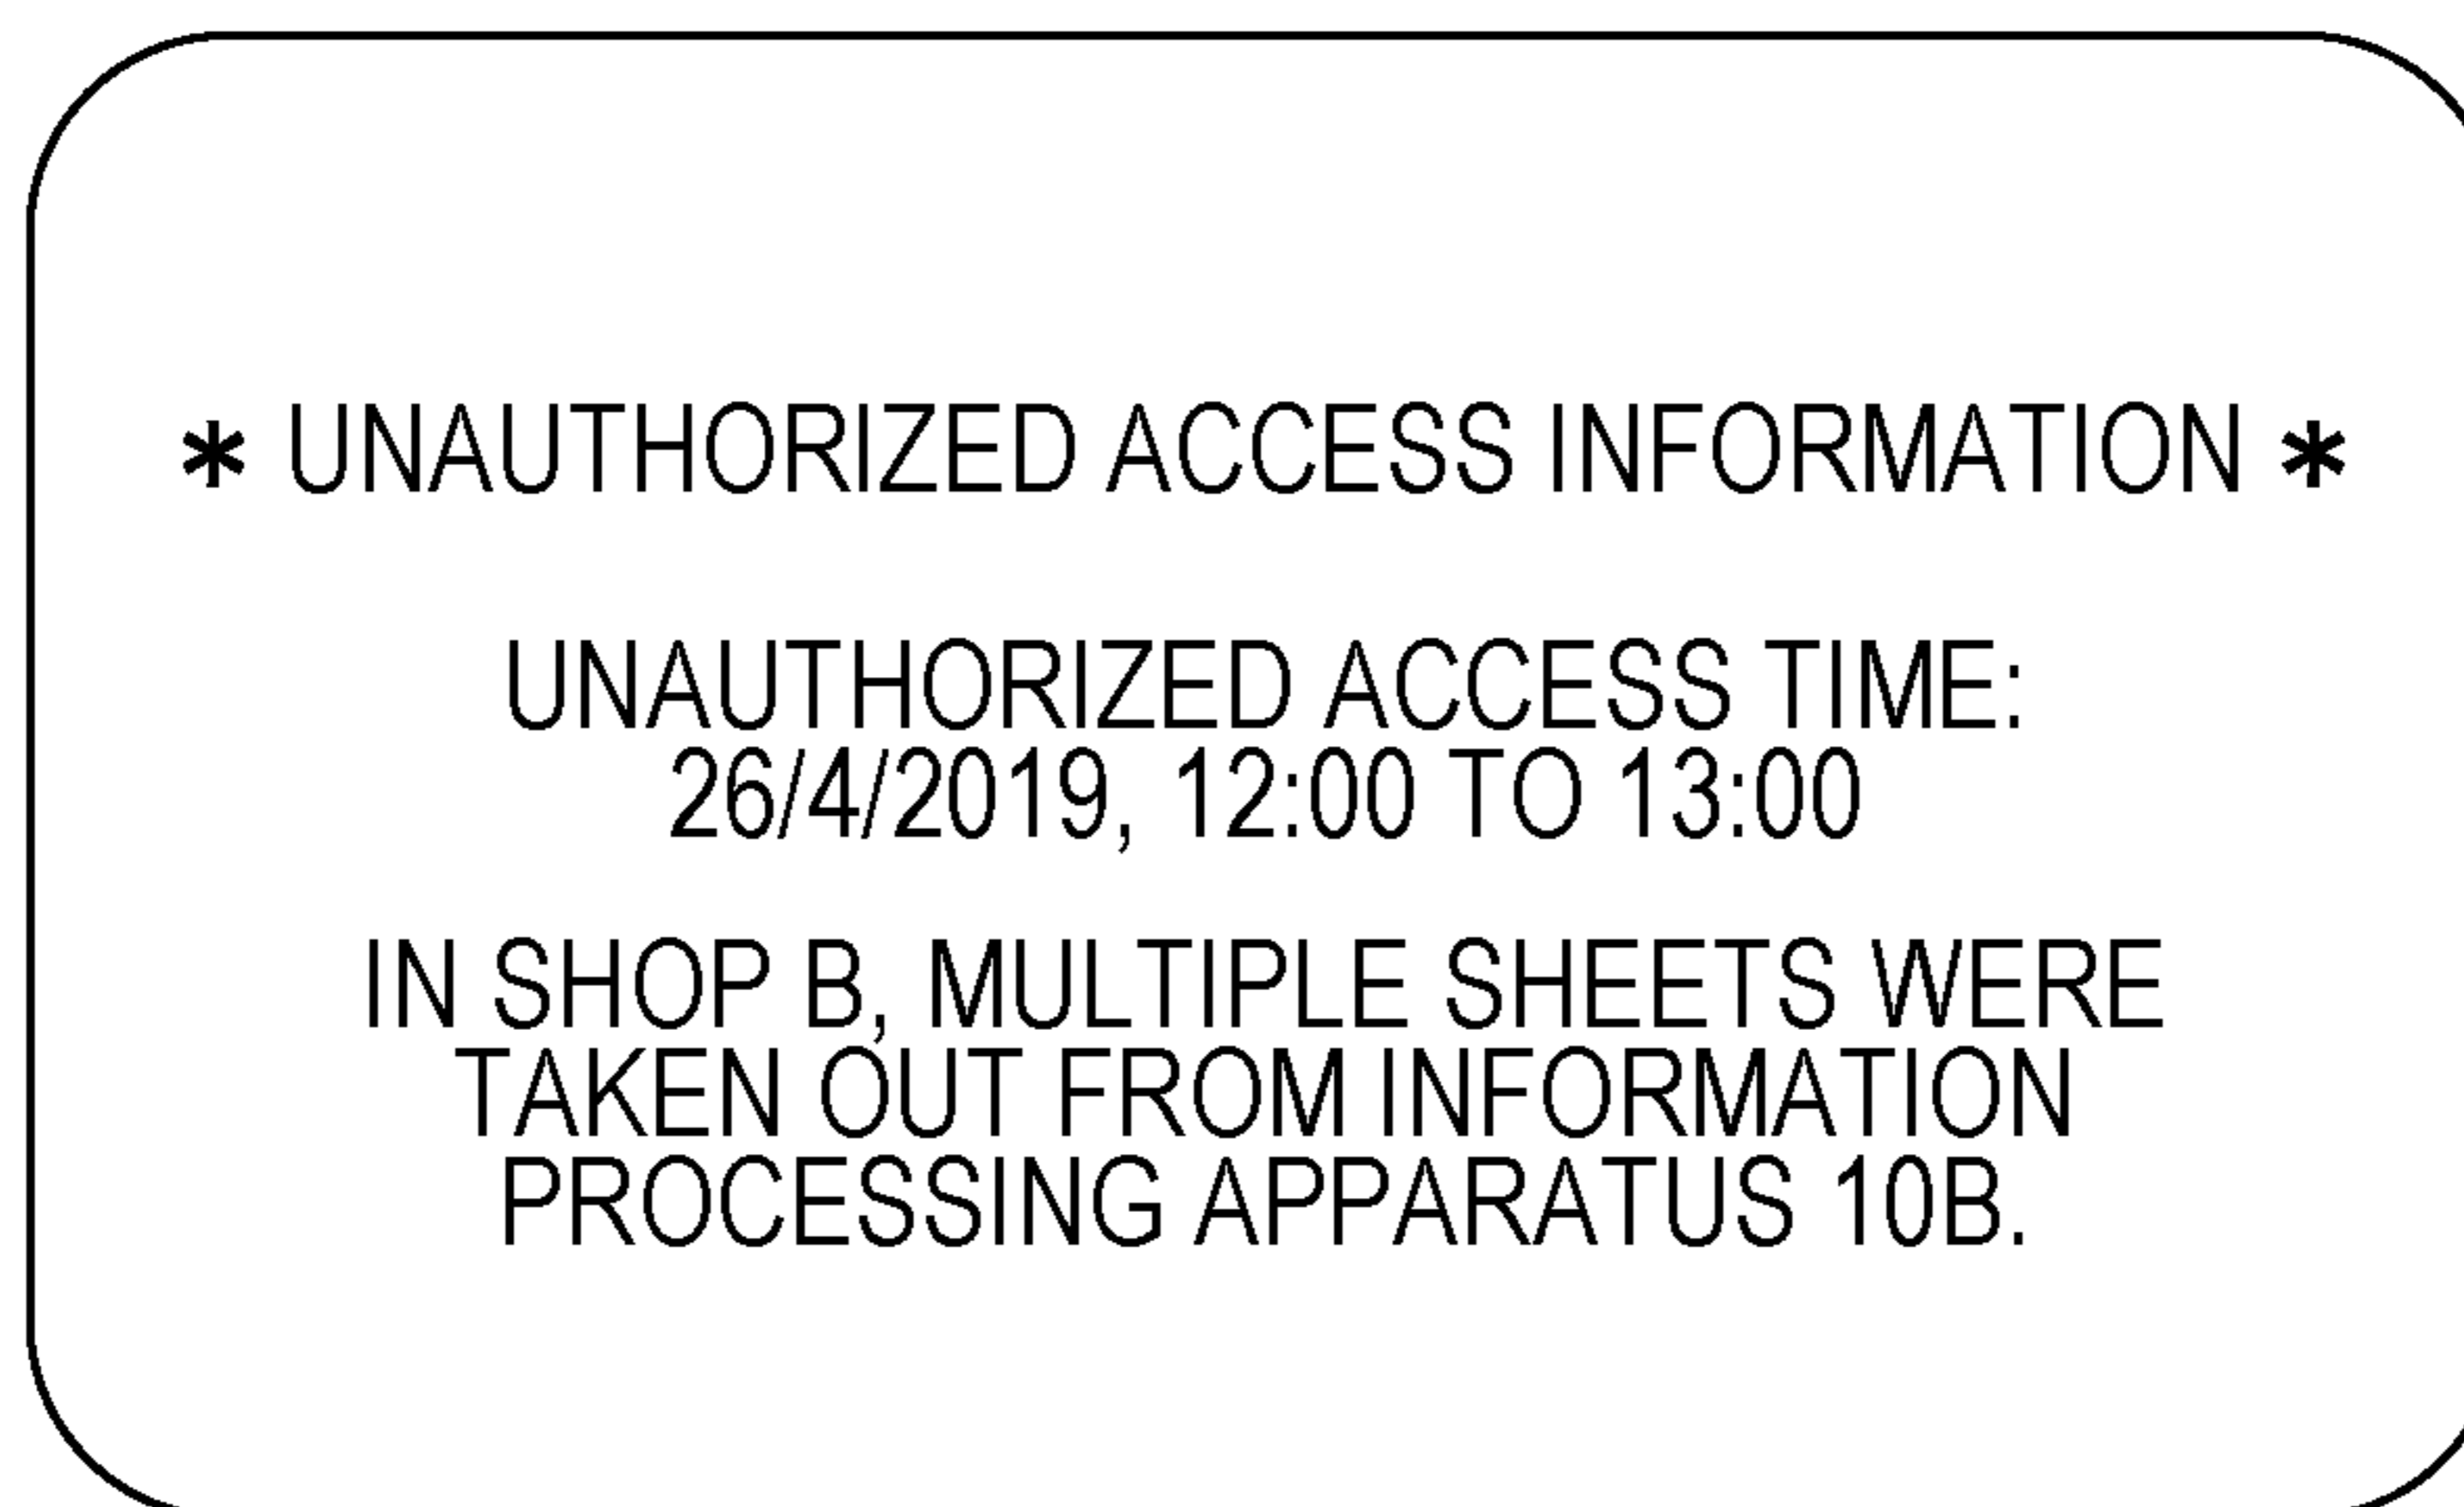 * UNAUTHORIZED ACCESS INFORMATION *
UNAUTHORIZED ACCESS TIME:
26/4/2019, 12:00 TO 13:00
IN SHOP B, MULTIPLE SHEETS WERE
TAKEN OUT FROM INFORMATION
PROCESSING APPARATUS 10B.